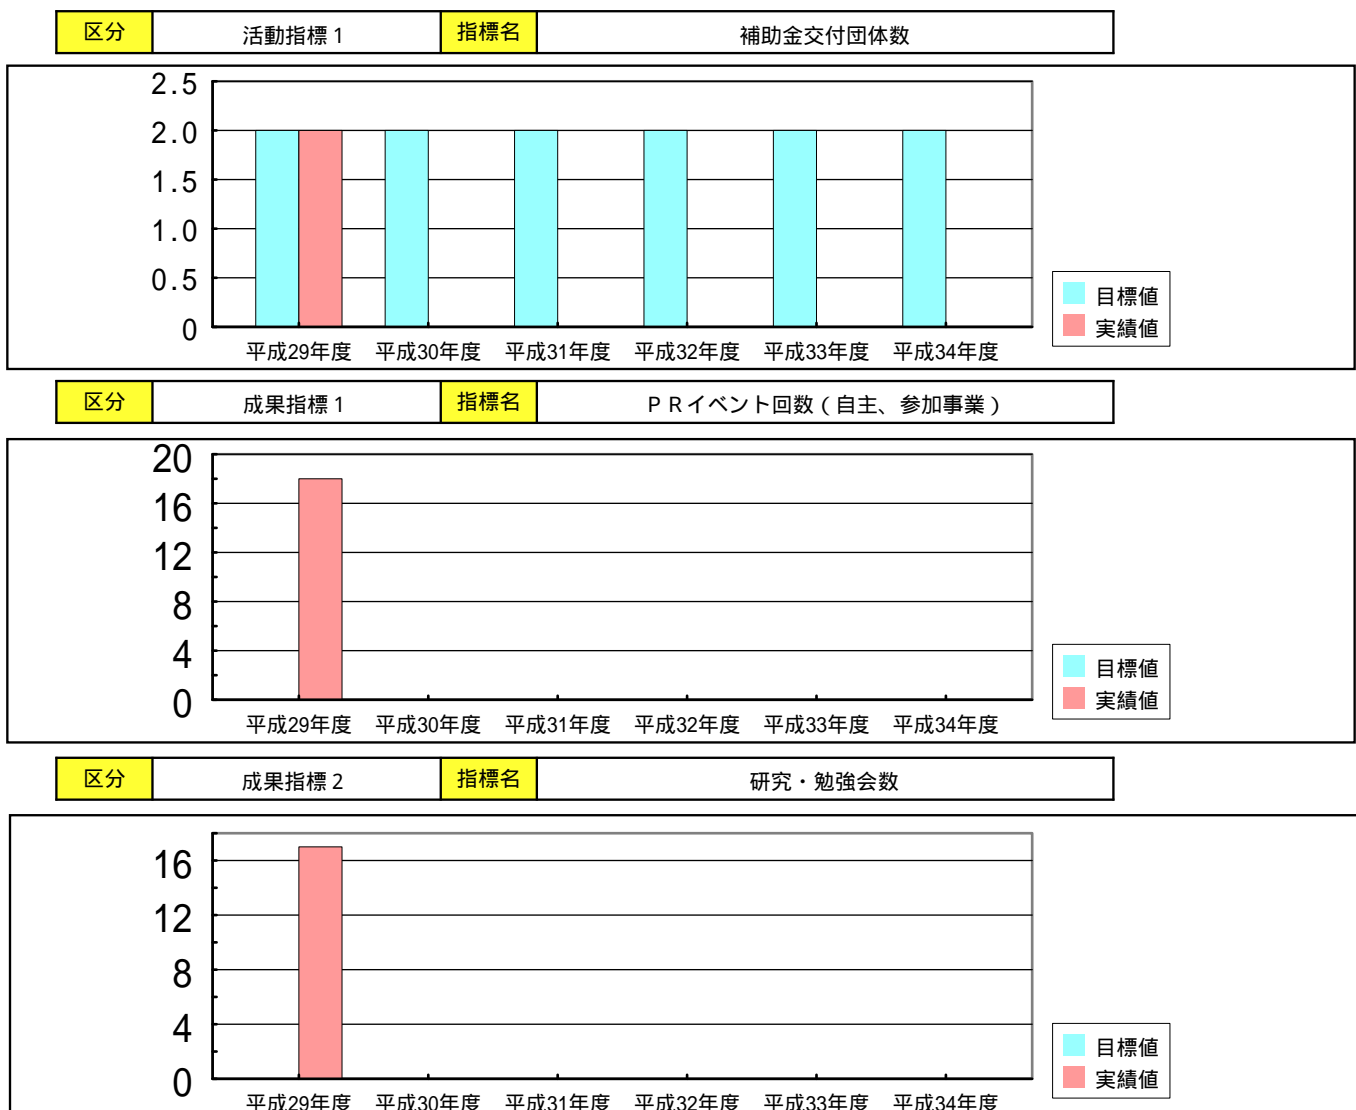 区分 活動指標1 指標名 補助金交付団体数
2.5
2.0
1.5
1.0
0.5
0
平成29年度 平成30年度 平成31年度 平成32年度 平成33年度 平成34年度
目標値
実績値
区分 成果指標1 指標名 PRイベント回数(自主、参加事業)
20
16
12
8
4
0
平成29年度 平成30年度 平成31年度 平成32年度 平成33年度 平成34年度
目標値
実績値
区分 成果指標2 指標名 研究・勉強会数
16
12
8
4
0
平成29年度 平成30年度 平成31年度 平成32年度 平成33年度 平成34年度
目標値
実績値